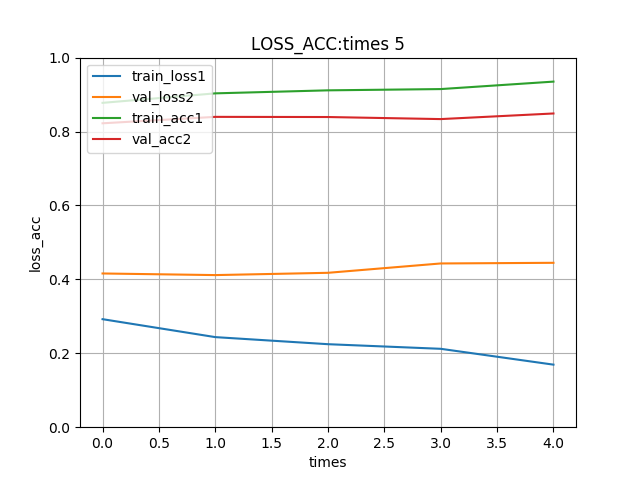 LOSS_ACC:times 5
1.0
0.8
0.6
0.4
0.2
0.0
loss_acc
train_loss1
val_loss2
train_acc1
val_acc2
0.0 0.5 1.0 1.5 2.0 2.5 3.0 3.5 4.0
times